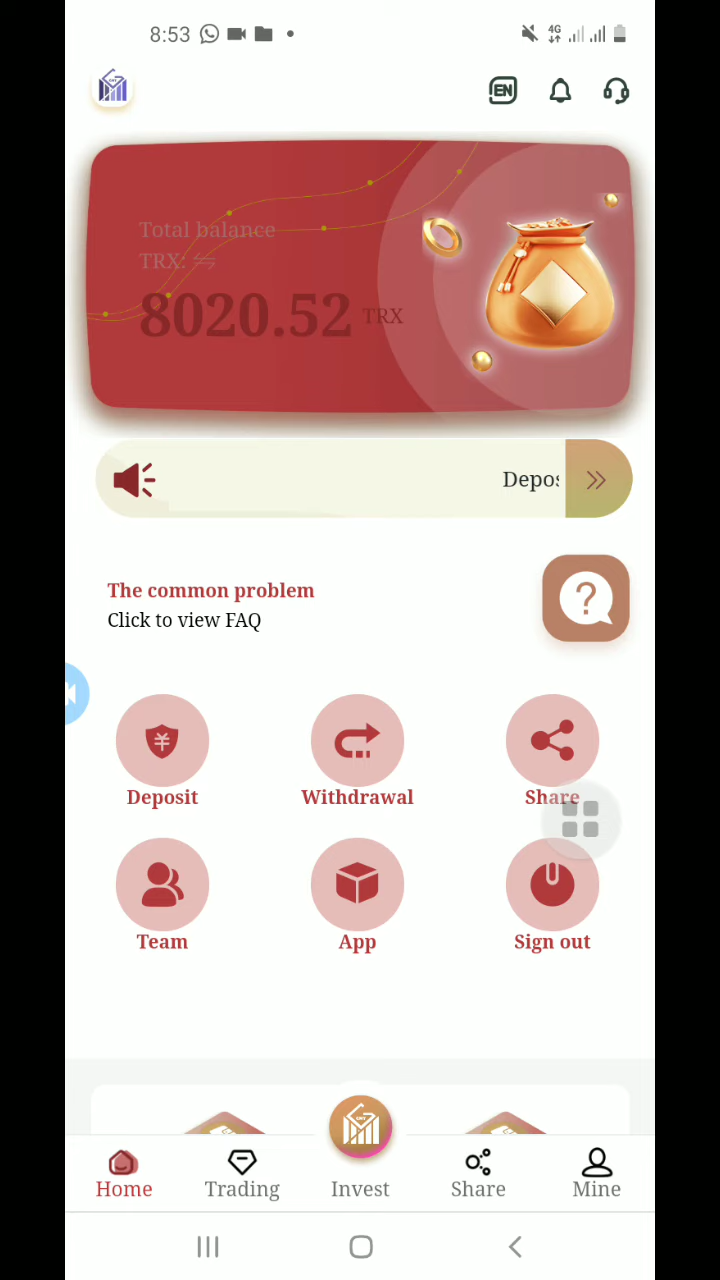 8:53
4G
EN
Total balance
TRX:
8020.52 TRX
Depos
The common problem
Click to view FAQ
Deposit Withdrawal Share
Team App Sign out
Home Trading Invest Share Mine